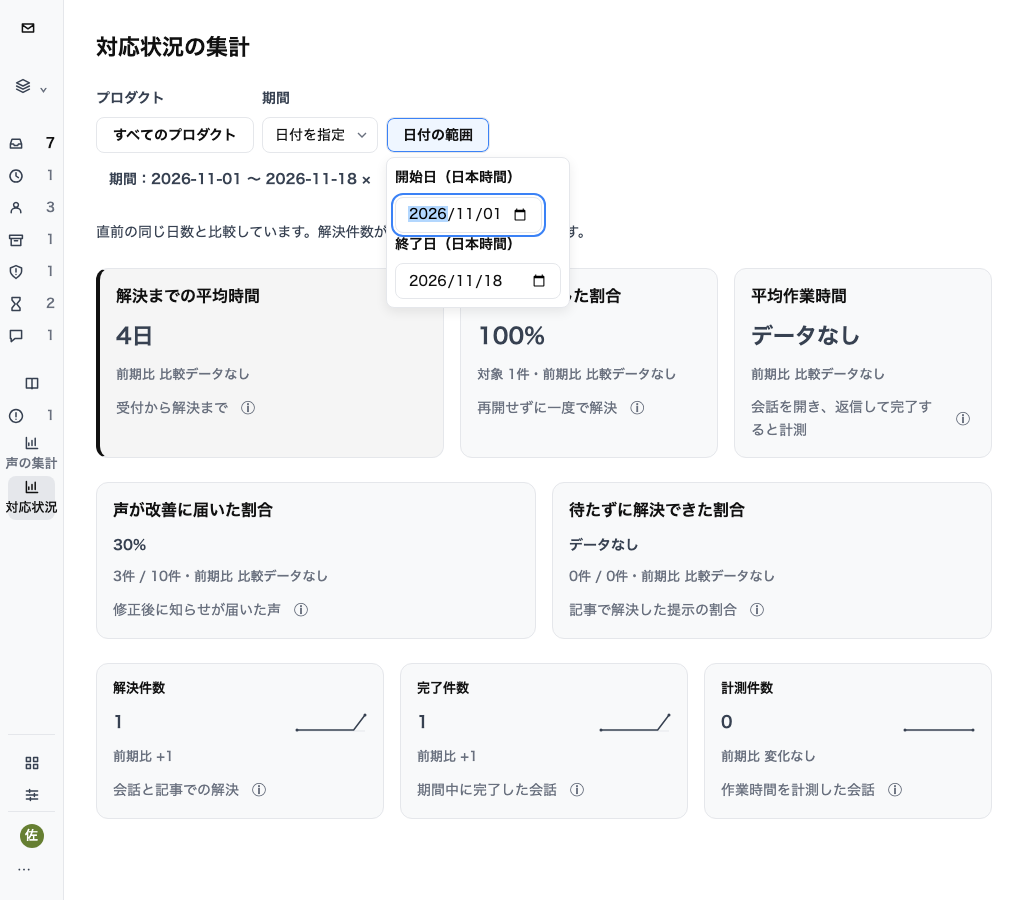 対応状況の集計
プロダクト
期間
すべてのプロダクト
日付を指定
日付の範囲
期間：2026-11-01 〜 2026-11-18 ×
開始日（日本時間）
2026/11/01
終了日（日本時間）
2026/11/18
直前の同じ日数と比較しています。解決件数が
す。
7
1
3
1
1
2
1
1
声の集計
対応状況
佐
…
解決までの平均時間
4日
前期比 比較データなし
受付から解決まで
した割合
100%
対象 1件・前期比 比較データなし
再開せずに一度で解決
平均作業時間
データなし
前期比 比較データなし
会話を開き、返信して完了す
ると計測
声が改善に届いた割合
30%
3件 / 10件・前期比 比較データなし
修正後に知らせが届いた声
待たずに解決できた割合
データなし
0件 / 0件・前期比 比較データなし
記事で解決した提示の割合
解決件数
1
前期比 +1
会話と記事での解決
完了件数
1
前期比 +1
期間中に完了した会話
計測件数
0
前期比 変化なし
作業時間を計測した会話